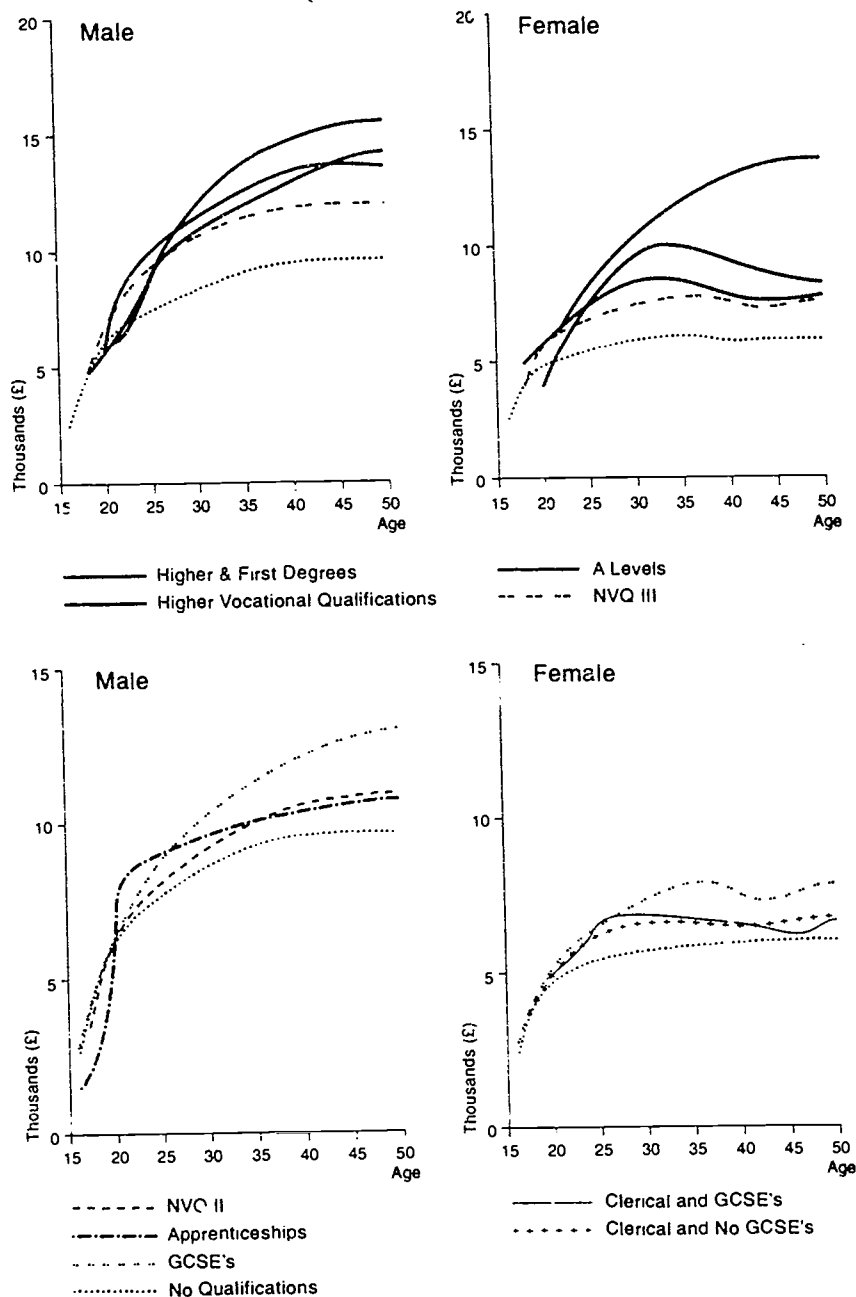 Male
20
15
10
5
0
Thousands (£)
15 20 25 30 35 40 45 50
Age
Female
20
15
10
5
0
Thousands (£)
15 20 25 30 35 40 45 50
Age
Higher & First Degrees
Higher Vocational Qualifications
A Levels
NVQ III
Male
15
10
5
0
Thousands (£)
15 20 25 30 35 40 45 50
Age
Female
15
10
5
0
Thousands (£)
15 20 25 30 35 40 45 50
Age
NVQ II
Apprenticeships
GCSE's
No Qualifications
Clerical and GCSE's
Clerical and No GCSE's